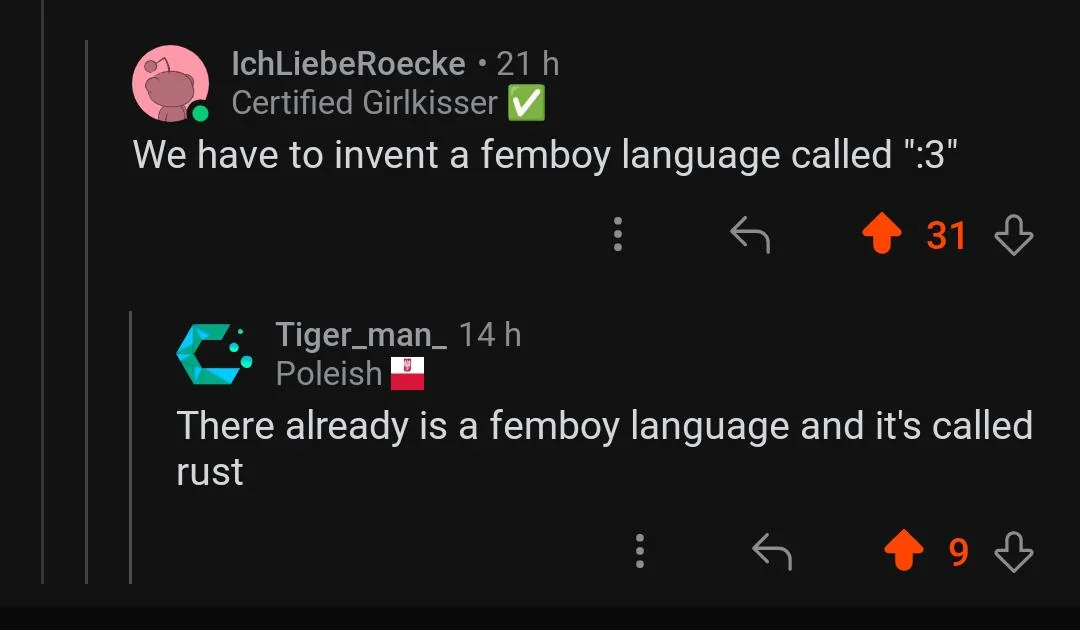 IchLiebeRoecke • 21 h
Certified Girlkisser ✅
We have to invent a femboy language called ":3"
31
Tiger_man_ 14 h
Poleish 🇵🇱
There already is a femboy language and it's called
rust
9